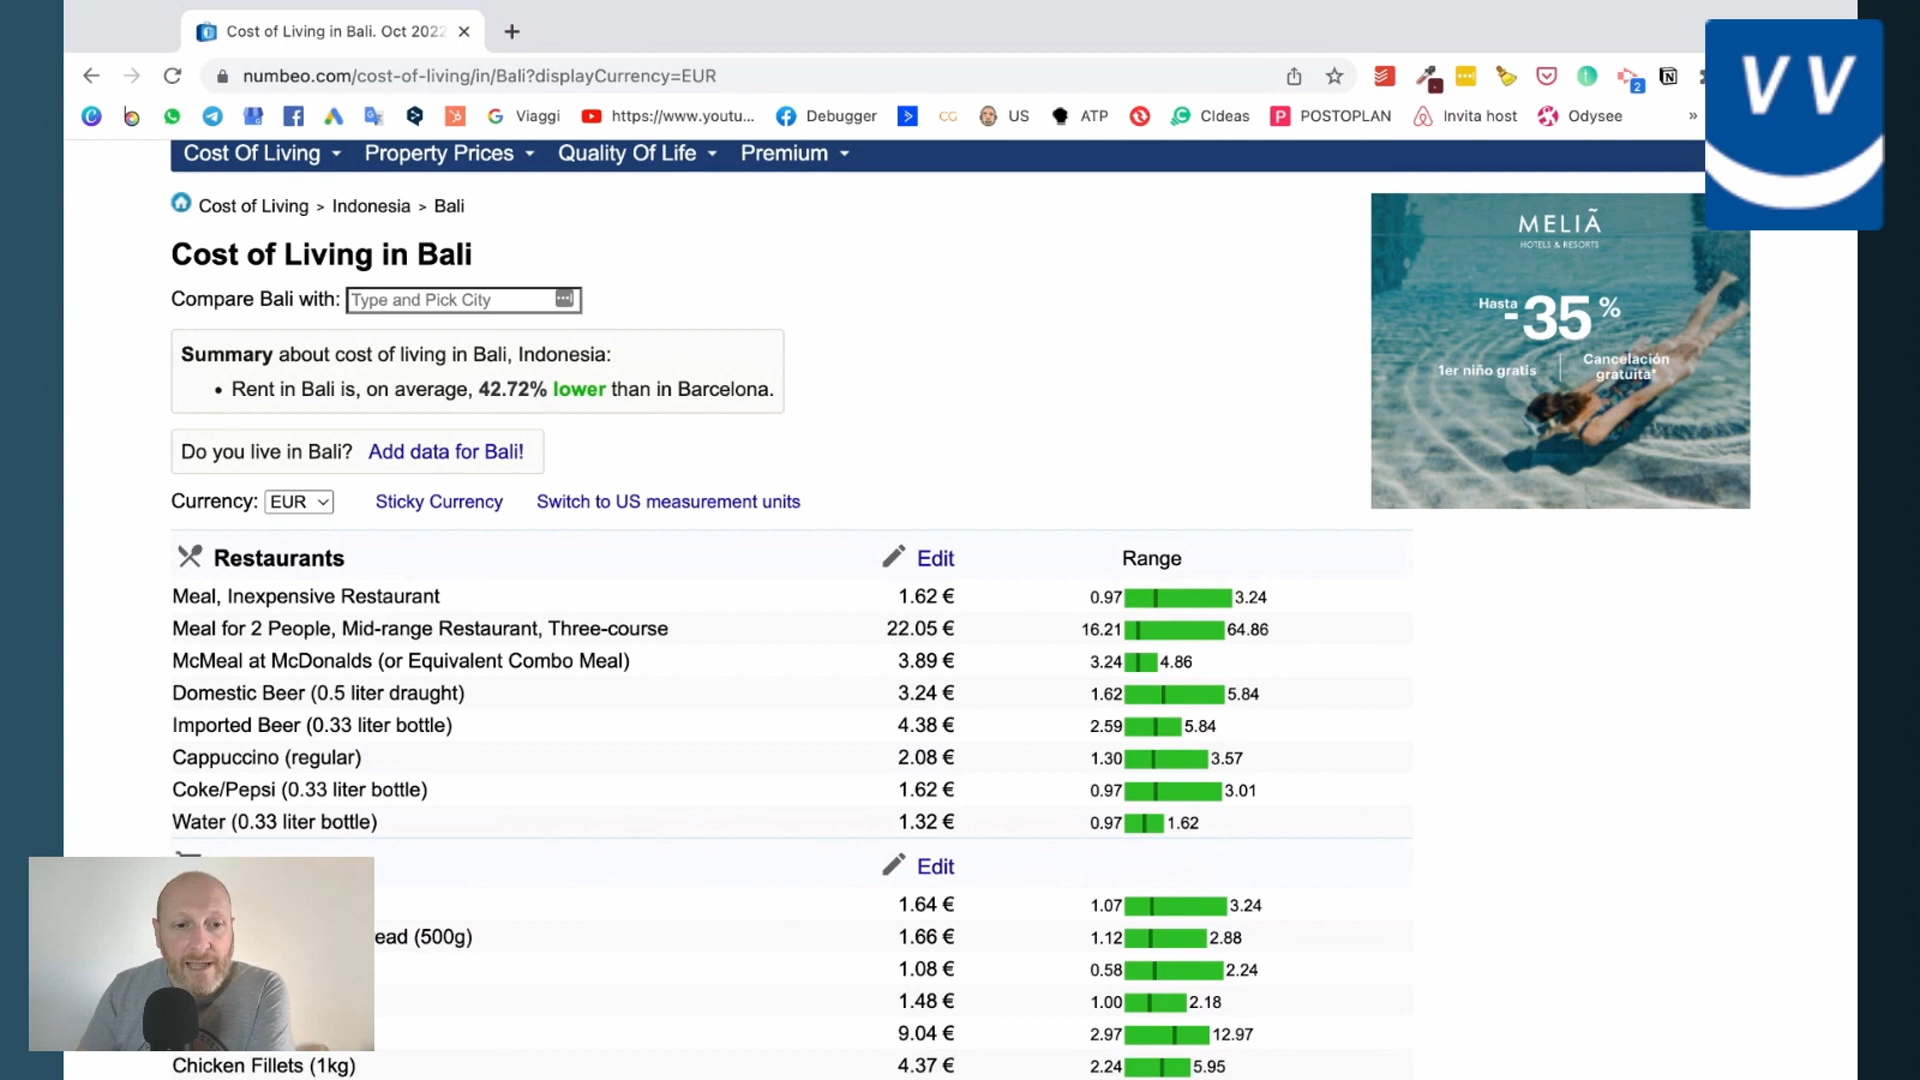 Cost of Living in Bali. Oct 2022
numbeo.com/cost-of-living/in/Bali?displayCurrency=EUR
2
Viaggi
https://www.youtu...
Debugger
CG
US
ATP
CIdeas
POSTOPLAN
Invita host
Odysee
»
VV
Cost Of Living
Property Prices
Quality Of Life
Premium
Cost of Living > Indonesia > Bali
Cost of Living in Bali
Compare Bali with: Type and Pick City
Summary about cost of living in Bali, Indonesia:
• Rent in Bali is, on average, 42.72% lower than in Barcelona.
Do you live in Bali? Add data for Bali!
Currency: EUR Sticky Currency Switch to US measurement units
MELIÃ
HOTELS & RESORTS
Hasta
-35%
1er niño gratis
Cancelación
gratuita*
Restaurants Edit Range
Meal, Inexpensive Restaurant 1.62 € 0.97 3.24
Meal for 2 People, Mid-range Restaurant, Three-course 22.05 € 16.21 64.86
McMeal at McDonalds (or Equivalent Combo Meal) 3.89 € 3.24 4.86
Domestic Beer (0.5 liter draught) 3.24 € 1.62 5.84
Imported Beer (0.33 liter bottle) 4.38 € 2.59 5.84
Cappuccino (regular) 2.08 € 1.30 3.57
Coke/Pepsi (0.33 liter bottle) 1.62 € 0.97 3.01
Water (0.33 liter bottle) 1.32 € 0.97 1.62
Edit
1.64 € 1.07 3.24
ead (500g) 1.66 € 1.12 2.88
1.08 € 0.58 2.24
1.48 € 1.00 2.18
9.04 € 2.97 12.97
Chicken Fillets (1kg) 4.37 € 2.24 5.95